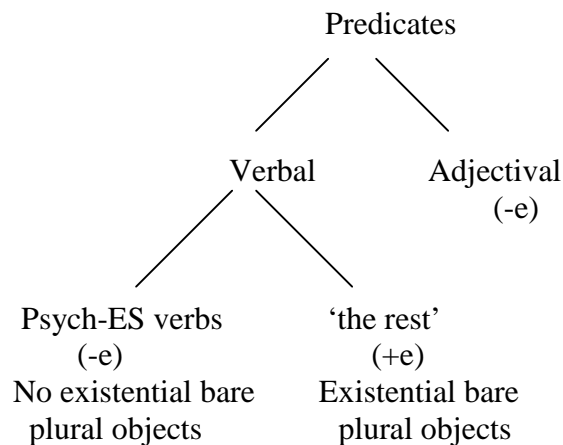 Predicates
Verbal Adjectival
(-e)
Psych-ES verbs ‘the rest’
(-e) (+e)
No existential bare Existential bare
plural objects plural objects